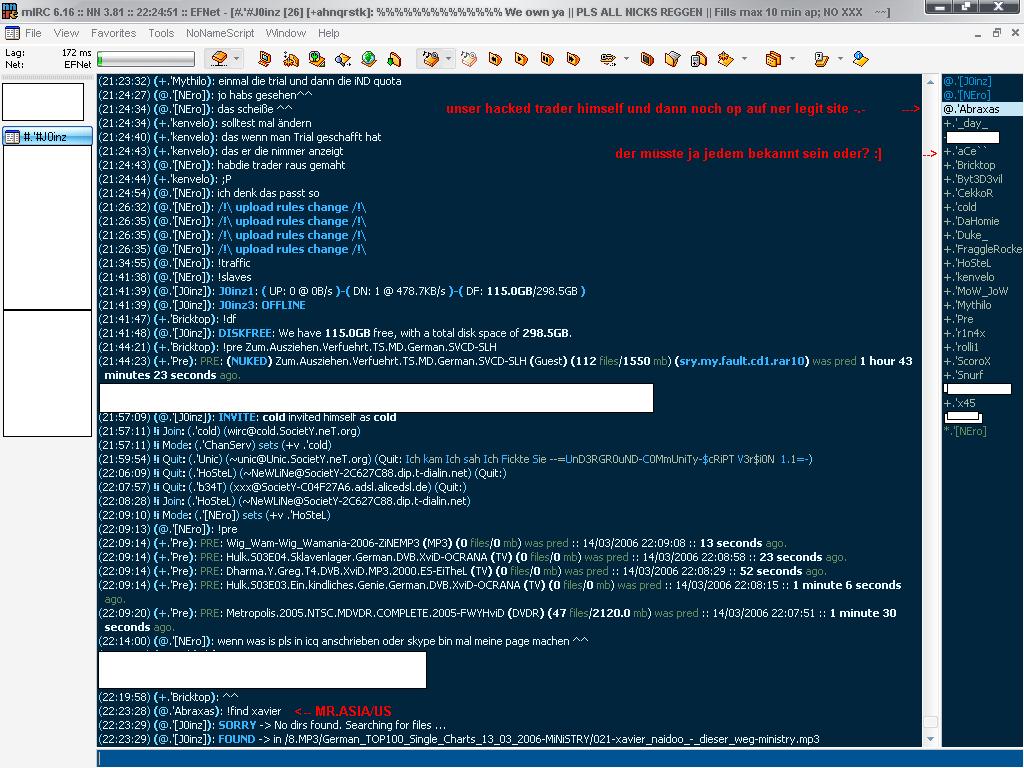 mIRC 6.16 :: NN 3.81 :: 22:24:51 :: EFNet - [#.'#J0inz [26] [+ahnqrstk]: %%%%%%%%%%%%%% We own ya || PLS ALL NICKS REGGEN || Fills max 10 min ap; NO XXX ~~]
File View Favorites Tools NoNameScript Window Help
Lag: 172 ms
Net: EFNet
#.'#J0inz
(21:23:32) (+.'Mythilo): einmal die trial und dann die iND quota
(21:24:27) (@.'[NEro]): jo habs gesehen^^
(21:24:34) (@.'[NEro]): das scheiße ^^
unser hacked trader himself und dann noch op auf ner legit site -.- --->
(21:24:34) (+.'kenvelo): solltest mal ändern
(21:24:40) (+.'kenvelo): das wenn man Trial geschafft hat
(21:24:43) (+.'kenvelo): das er die nimmer anzeigt
der musste ja jedem bekannt sein oder? :] -->
(21:24:43) (@.'[NEro]): habdie trader raus gemaht
(21:24:44) (+.'kenvelo): ;P
(21:24:54) (@.'[NEro]): ich denk das passt so
(21:26:32) (@.'[NEro]): /!\ upload rules change /!\
(21:26:35) (@.'[NEro]): /!\ upload rules change /!\
(21:26:35) (@.'[NEro]): /!\ upload rules change /!\
(21:26:35) (@.'[NEro]): /!\ upload rules change /!\
(21:34:55) (@.'[NEro]): !traffic
(21:41:38) (@.'[NEro]): !slaves
(21:41:39) (@.'[J0inz]): J0inz1: ( UP: 0 @ 0B/s )-( DN: 1 @ 478.7KB/s )-( DF: 115.0GB/298.5GB )
(21:41:39) (@.'[J0inz]): J0inz3: OFFLINE
(21:41:47) (+.'Bricktop): !df
(21:41:48) (@.'[J0inz]): DISKFREE: We have 115.0GB free, with a total disk space of 298.5GB.
(21:44:21) (+.'Bricktop): !pre Zum.Ausziehen.Verfuehrt.TS.MD.German.SVCD-SLH
(21:44:23) (+.'Pre): PRE: (NUKED) Zum.Ausziehen.Verfuehrt.TS.MD.German.SVCD-SLH (Guest) (112 files/1550 mb) (sry.my.fault.cd1.rar10) was pred 1 hour 43
minutes 23 seconds ago.
(21:57:09) (@.'[J0inz]): INVITE: cold invited himself as cold
(21:57:11) !i Join: (.'cold) (wirc@cold.SocietY.neT.org)
(21:57:11) !i Mode: (.'ChanServ) sets (+v .'cold)
(21:59:54) !i Quit: (.'Unic) (~unic@Unic.SocietY.neT.org) (Quit: Ich kam Ich sah Ich Fickte Sie --==UnD3RGR0uND-C0MmUniTy-$cRiPT V3r$i0N 1.1=-)
(22:06:09) !i Quit: (.'HoSteL) (~NeWLiNe@SocietY-2C627C88.dip.t-dialin.net) (Quit:)
(22:07:57) !i Quit: (.'b34T) (xxx@SocietY-C04F27A6.adsl.alicedsl.de) (Quit:)
(22:08:28) !i Join: (.'HoSteL) (~NeWLiNe@SocietY-2C627C88.dip.t-dialin.net)
(22:09:10) !i Mode: (.'[NEro]) sets (+v .'HoSteL)
(22:09:13) (@.'[NEro]): !pre
(22:09:14) (+.'Pre): PRE: Wig_Wam-Wig_Wamania-2006-ZiNEMP3 (MP3) (0 files/0 mb) was pred :: 14/03/2006 22:09:08 :: 13 seconds ago.
(22:09:14) (+.'Pre): PRE: Hulk.S03E04.Sklavenlager.German.DVB.XviD-OCRANA (TV) (0 files/0 mb) was pred :: 14/03/2006 22:08:58 :: 23 seconds ago.
(22:09:14) (+.'Pre): PRE: Dharma.Y.Greg.T4.DVB.XviD.MP3.2000.ES-EiTheL (TV) (0 files/0 mb) was pred :: 14/03/2006 22:08:29 :: 52 seconds ago.
(22:09:14) (+.'Pre): PRE: Hulk.S03E03.Ein.kindliches.Genie.German.DVB.XviD-OCRANA (TV) (0 files/0 mb) was pred :: 14/03/2006 22:08:15 :: 1 minute 6 seconds
ago.
(22:09:20) (+.'Pre): PRE: Metropolis.2005.NTSC.MDVDR.COMPLETE.2005-FWYHviD (DVDR) (47 files/2120.0 mb) was pred :: 14/03/2006 22:07:51 :: 1 minute 30
seconds ago.
(22:14:00) (@.'[NEro]): wenn was is pls in icq anschrieben oder skype bin mal meine page machen ^^
(22:19:58) (+.'Bricktop): ^^
(22:23:28) (@.'Abraxas): !find xavier <-- MR.ASIA/US
(22:23:29) (@.'[J0inz]): SORRY -> No dirs found. Searching for files ...
(22:23:29) (@.'[J0inz]): FOUND -> in /8.MP3/German_TOP100_Single_Charts_13_03_2006-MiNiSTRY/021-xavier_naidoo_-_dieser_weg-ministry.mp3
@.'[J0inz]
@.'[NEro]
@.'Abraxas
+.'_day_
+.'aCe``
+.'Bricktop
+.'Byt3D3vil
+.'CekkoR
+.'cold
+.'DaHomie
+.'Duke_
+.'FraggleRocke
+.'HoSteL
+.'kenvelo
+.'MoW_JoW
+.'Mythilo
+.'Pre
+.'r1n4x
+.'rolli1
+.'ScoroX
+.'Snurf
+.'x45
*.'[NEro]